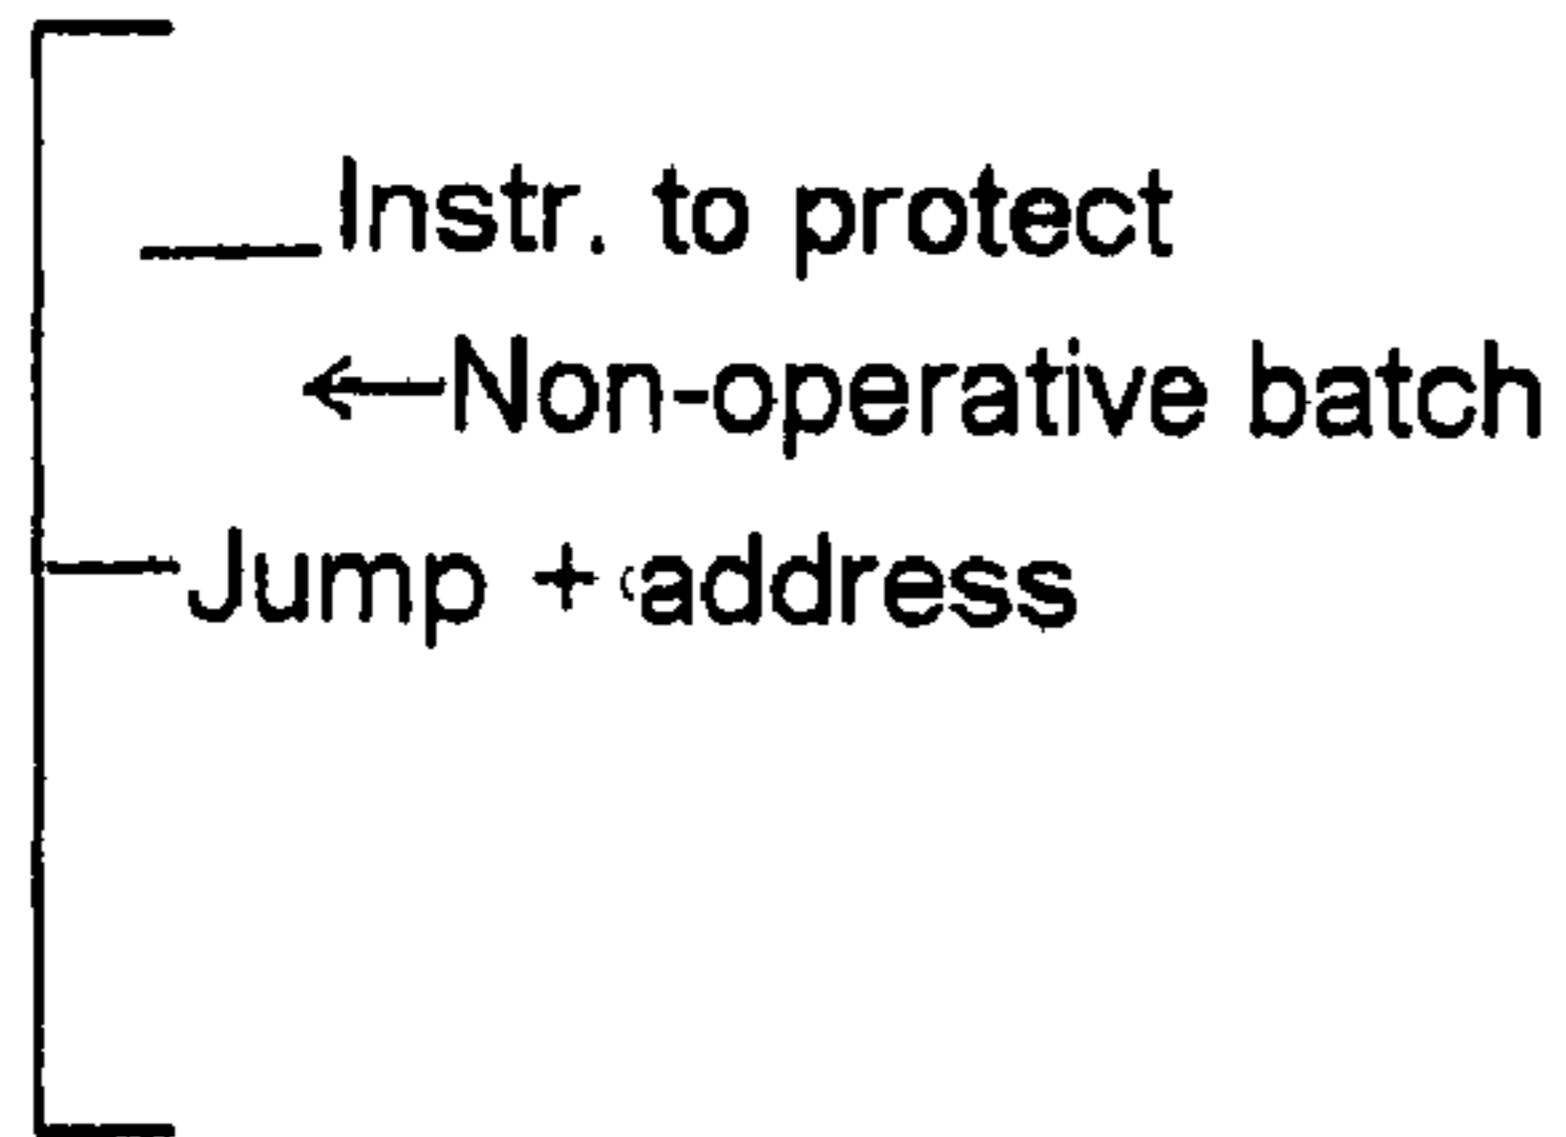 Instr. to protect
Non-operative batch
Jump + address